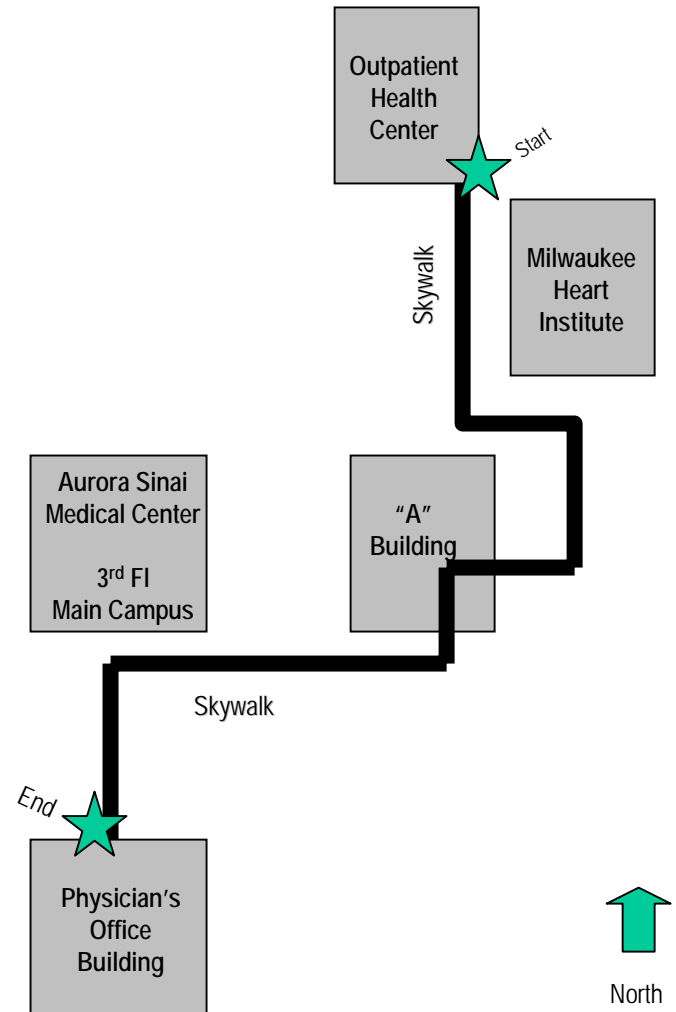 Outpatient
Health
Center
Start
Skywalk
Milwaukee
Heart
Institute
Aurora Sinai
Medical Center
3rd Fl
Main Campus
“A”
Building
Skywalk
End
Physician's
Office
Building
North